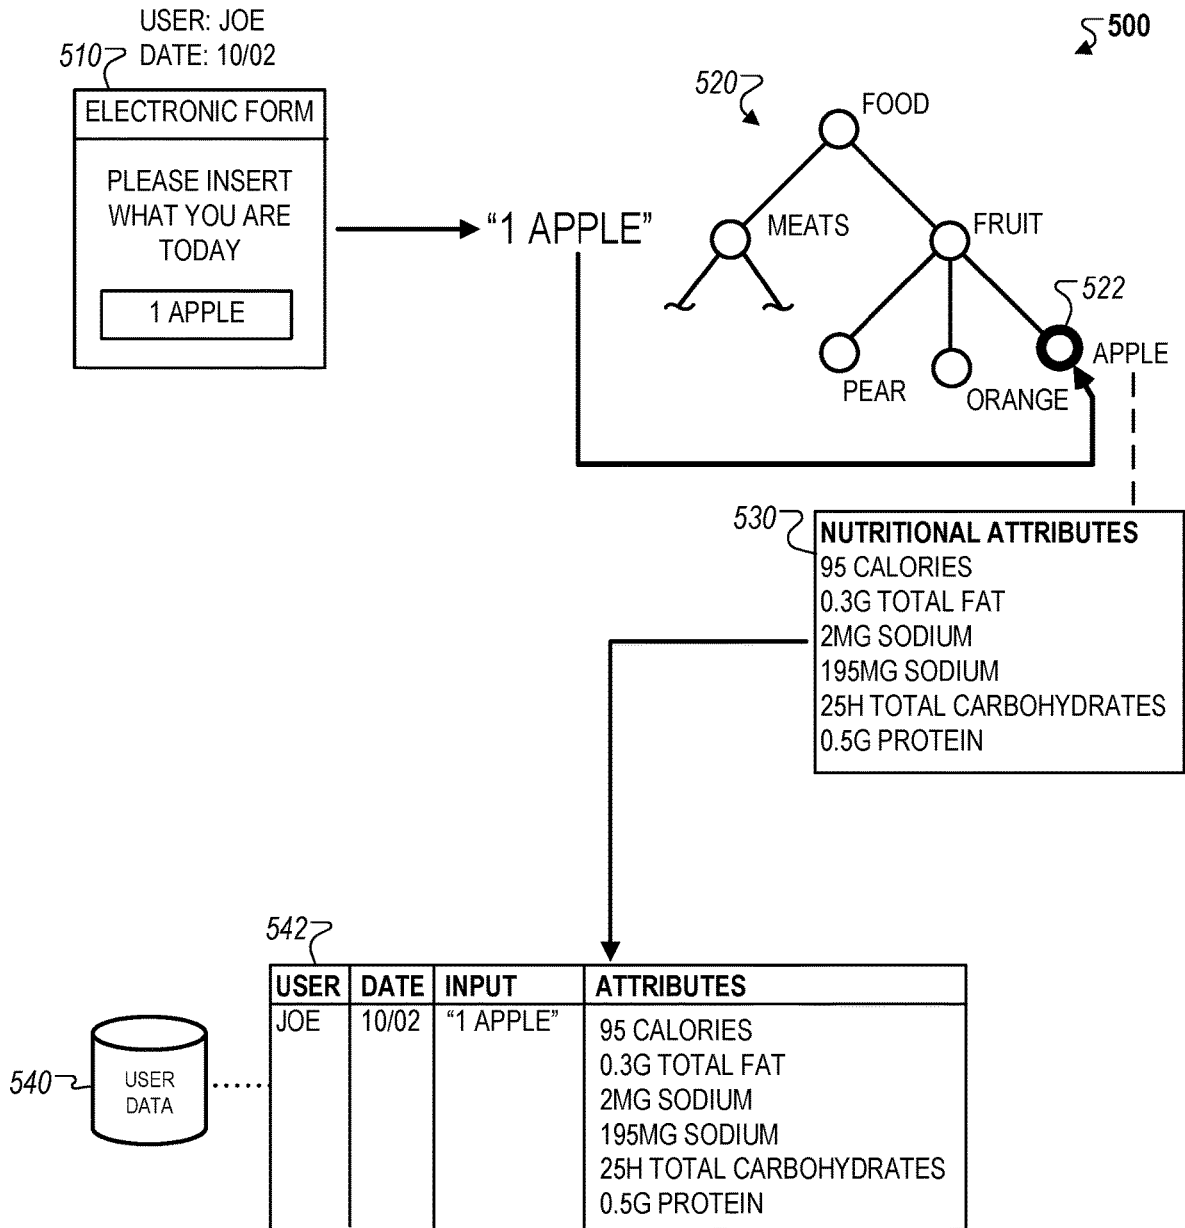 USER: JOE
DATE: 10/02
500
510
ELECTRONIC FORM
PLEASE INSERT
WHAT YOU ARE
TODAY
1 APPLE
“1 APPLE”
520
FOOD
MEATS
FRUIT
522
APPLE
PEAR
ORANGE
530
NUTRITIONAL ATTRIBUTES
95 CALORIES
0.3G TOTAL FAT
2MG SODIUM
195MG SODIUM
25H TOTAL CARBOHYDRATES
0.5G PROTEIN
542
USER DATE INPUT ATTRIBUTES
JOE 10/02 “1 APPLE” 95 CALORIES
0.3G TOTAL FAT
2MG SODIUM
195MG SODIUM
25H TOTAL CARBOHYDRATES
0.5G PROTEIN
540
USER
DATA